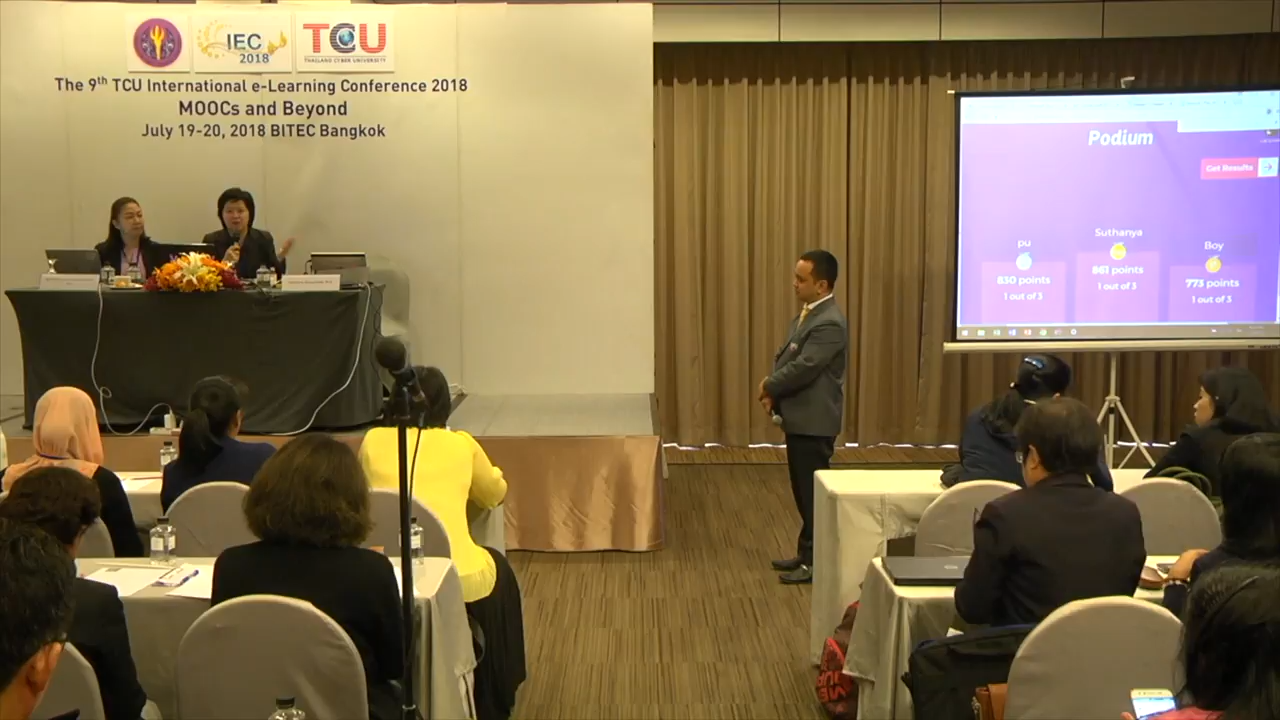 IEC
2018
TCU
THAILAND CYBER UNIVERSITY
The 9th TCU International e-Learning Conference 2018
MOOCs and Beyond
July 19-20, 2018 BITEC Bangkok
Podium
Get Results
Suthanya
861 points
1 out of 3
pu
830 points
1 out of 3
Boy
773 points
1 out of 3